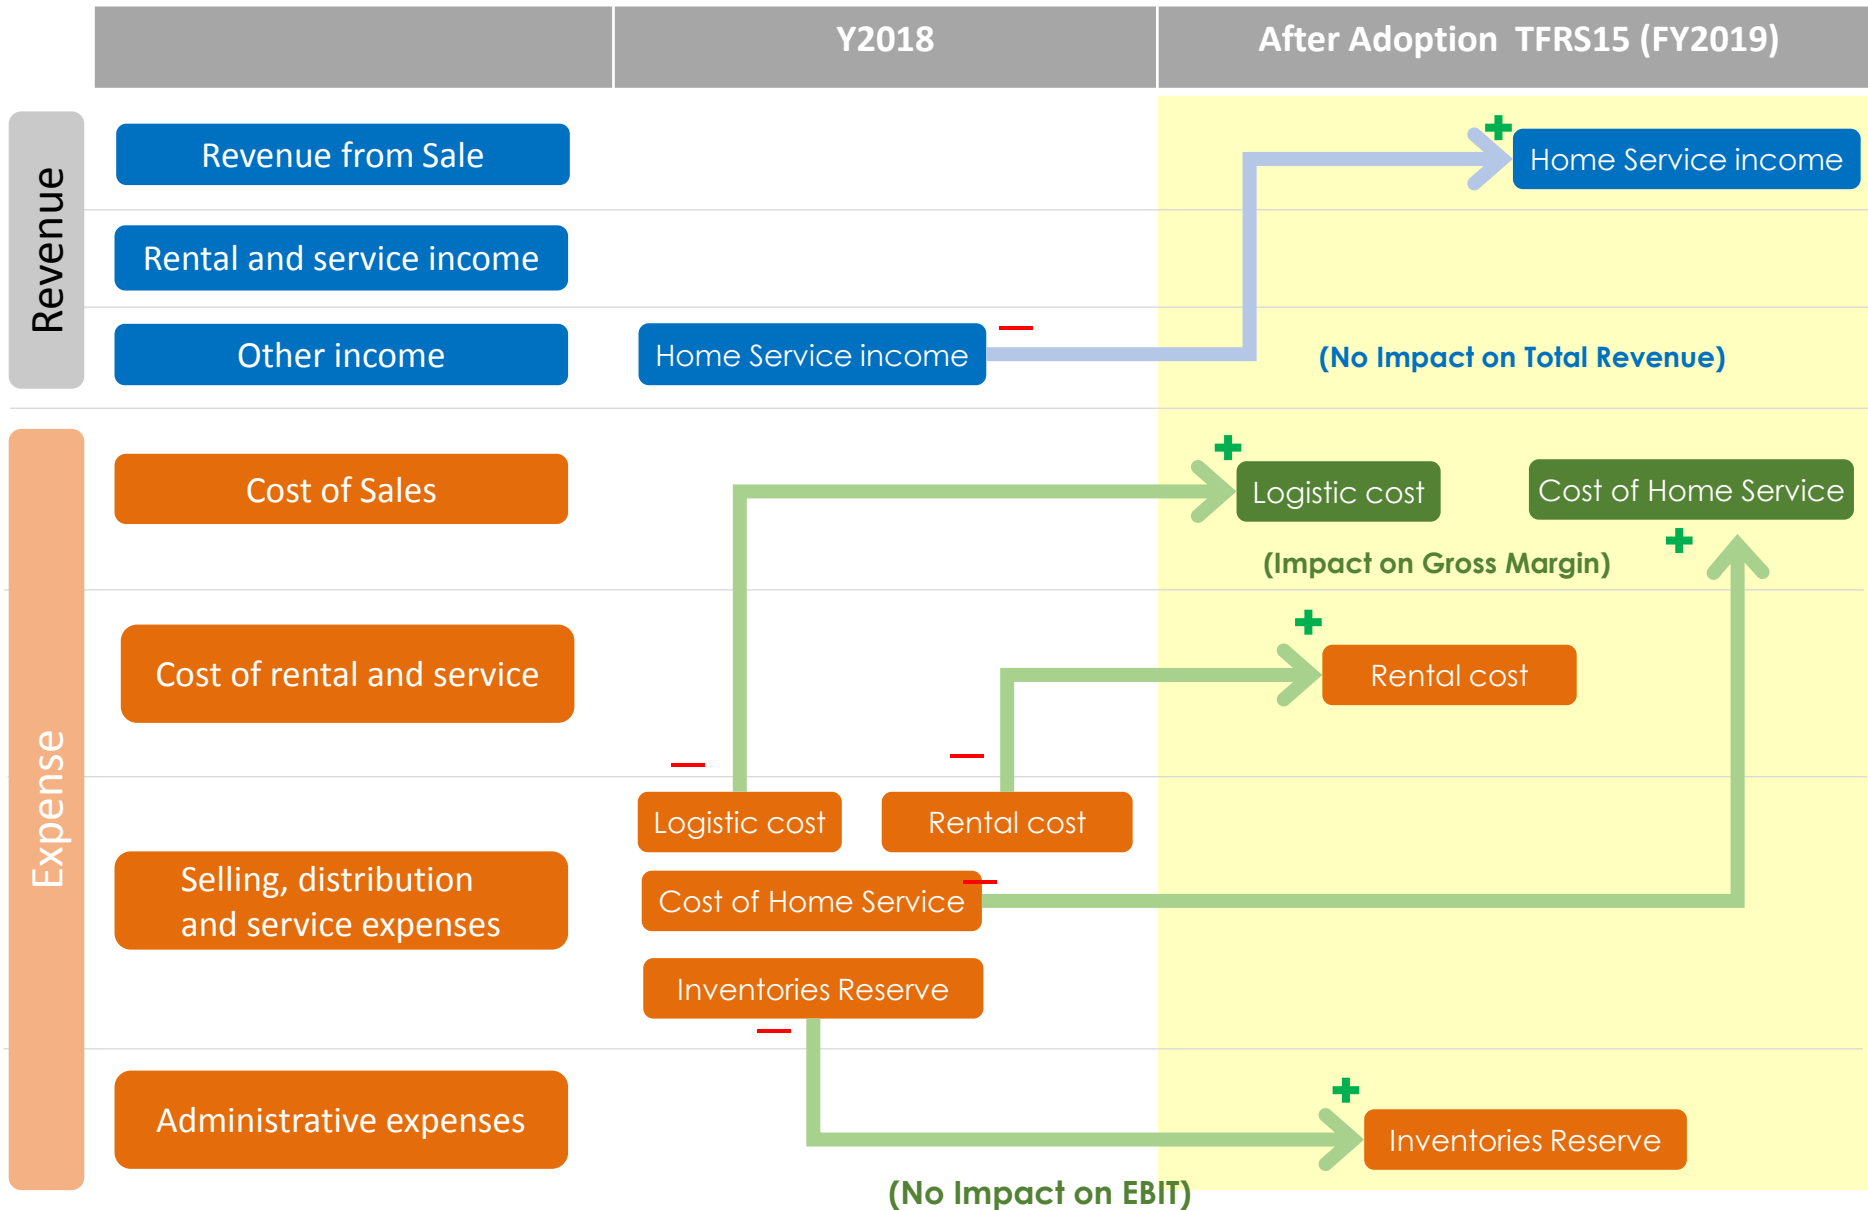 Y2018
After Adoption TFRS15 (FY2019)
Revenue
Revenue from Sale
Home Service income
Rental and service income
Other income
Home Service income
(No Impact on Total Revenue)
Expense
Cost of Sales
Logistic cost
Cost of Home Service
(Impact on Gross Margin)
Cost of rental and service
Rental cost
Logistic cost
Rental cost
Selling, distribution
and service expenses
Cost of Home Service
Inventories Reserve
Administrative expenses
Inventories Reserve
(No Impact on EBIT)